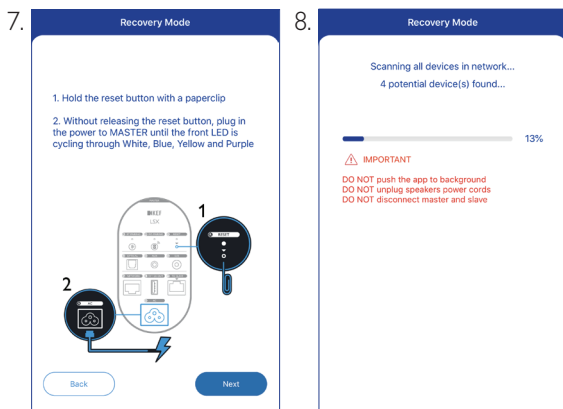 7.
Recovery Mode
1. Hold the reset button with a paperclip
2. Without releasing the reset button, plug in
the power to MASTER until the front LED is
cycling through White, Blue, Yellow and Purple
KEF
LSX
1
RESET
2
AC
Back
Next
8.
Recovery Mode
Scanning all devices in network...
4 potential device(s) found...
13%
IMPORTANT
DO NOT push the app to background
DO NOT unplug speakers power cords
DO NOT disconnect master and slave